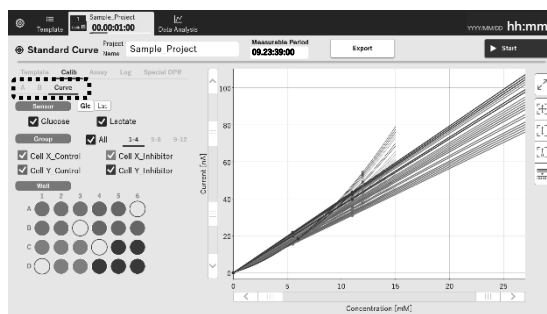 Template
Sample_Project
00.00:01:00
Data Analysis
YYYY/MM/DD hh:mm
Standard Curve
Project Name
Sample Project
Measurable Period
09.23:39:00
Export
Start
Template Calib Assay Log Special OPR
A B Curve
Sensor Glc Lac
Glucose Lactate
Group All 1-4 5-8 9-12
Cell X_Control Cell X_Inhibitor
Cell Y_Control Cell Y_Inhibitor
Well
1 2 3 4 5 6
A
B
C
D
Current [nA]
100
80
60
40
20
0
0 5 10 15 20 25
Concentration [mM]